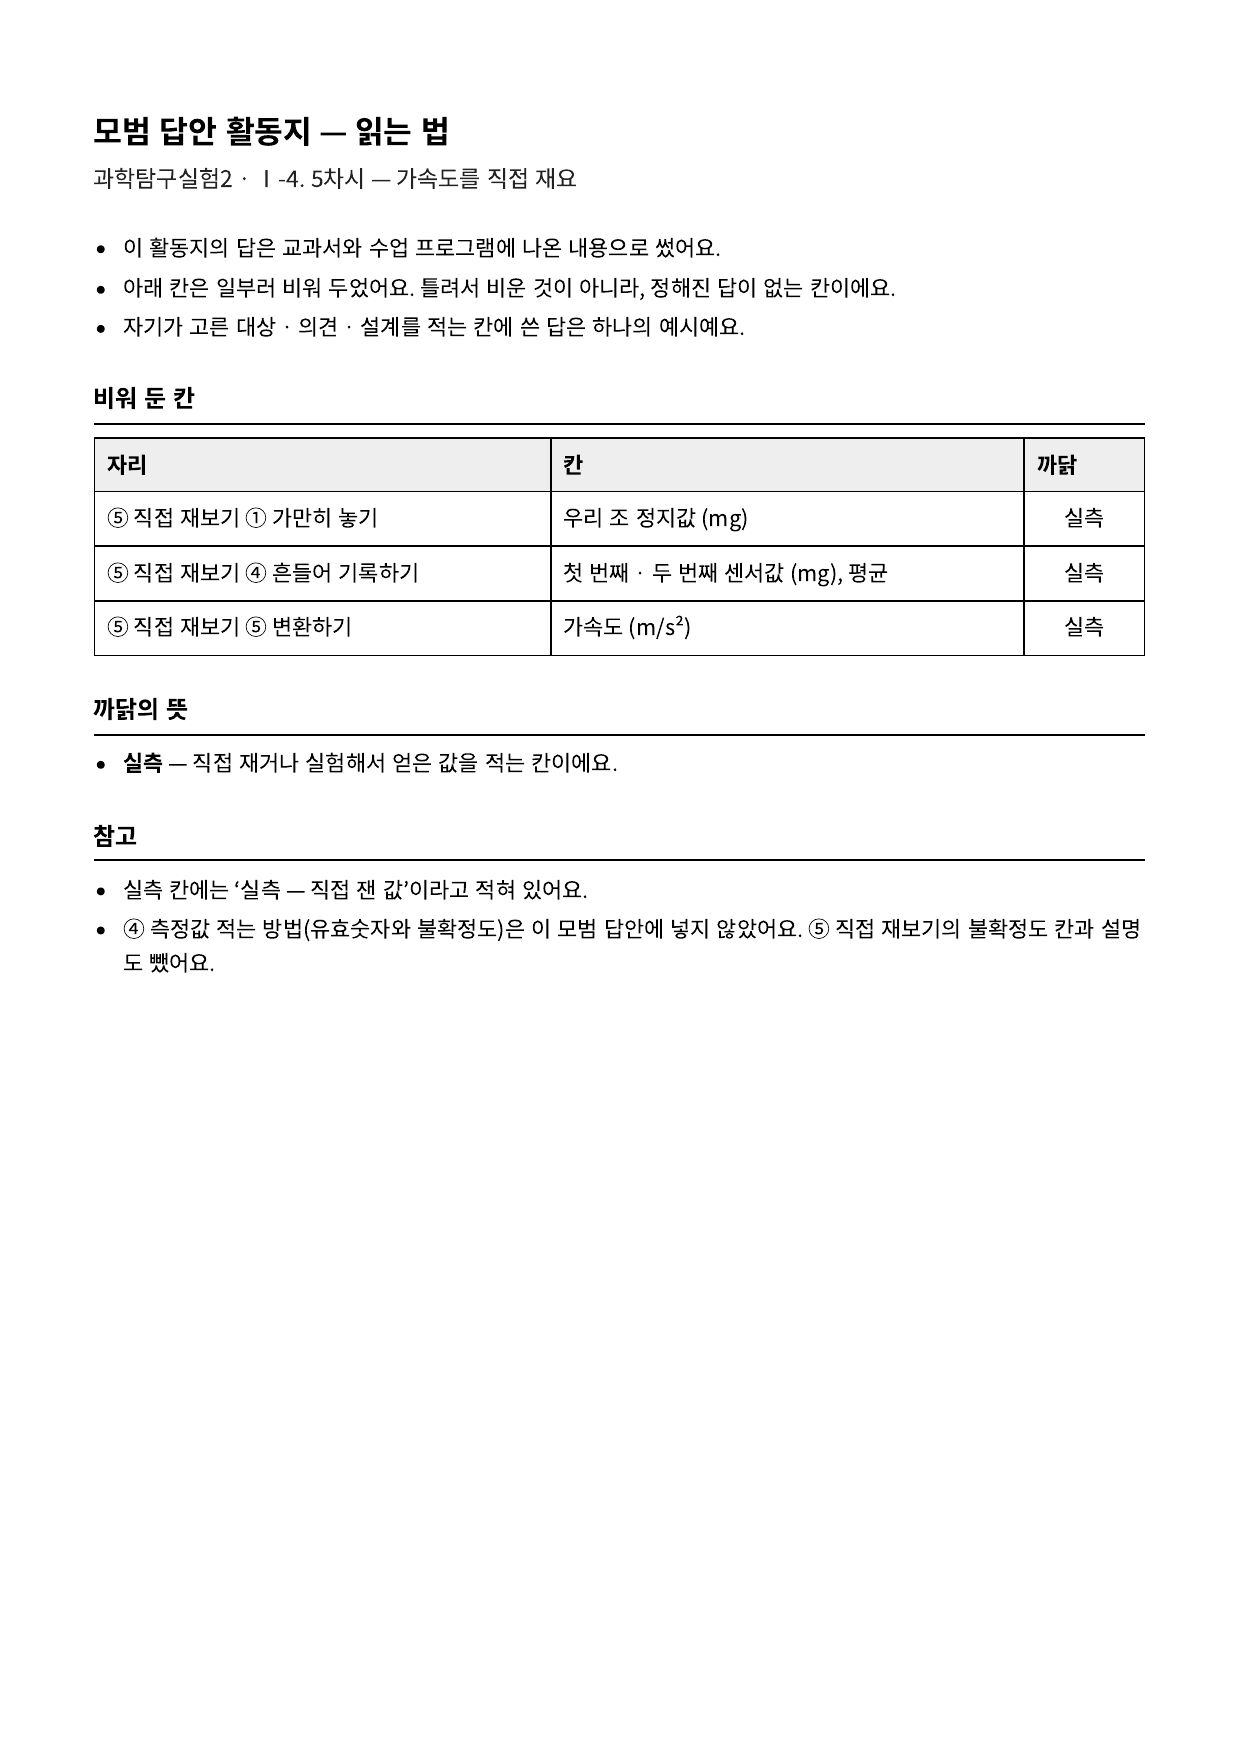 모범 답안 활동지 — 읽는 법
과학탐구실험2 · Ⅰ-4. 5차시 — 가속도를 직접 재요
• 이 활동지의 답은 교과서와 수업 프로그램에 나온 내용으로 썼어요.
• 아래 칸은 일부러 비워 두었어요. 틀려서 비운 것이 아니라, 정해진 답이 없는 칸이에요.
• 자기가 고른 대상 · 의견 · 설계를 적는 칸에 쓴 답은 하나의 예시예요.
비워 둔 칸
자리 칸 까닭
⑤ 직접 재보기 ① 가만히 놓기 우리 조 정지값 (mg) 실측
⑤ 직접 재보기 ④ 흔들어 기록하기 첫 번째 · 두 번째 센서값 (mg), 평균 실측
⑤ 직접 재보기 ⑤ 변환하기 가속도 (m/s²) 실측
까닭의 뜻
• 실측 — 직접 재거나 실험해서 얻은 값을 적는 칸이에요.
참고
• 실측 칸에는 ‘실측 — 직접 잰 값’이라고 적혀 있어요.
• ④ 측정값 적는 방법(유효숫자와 불확정도)은 이 모범 답안에 넣지 않았어요. ⑤ 직접 재보기의 불확정도 칸과 설명
도 뺐어요.